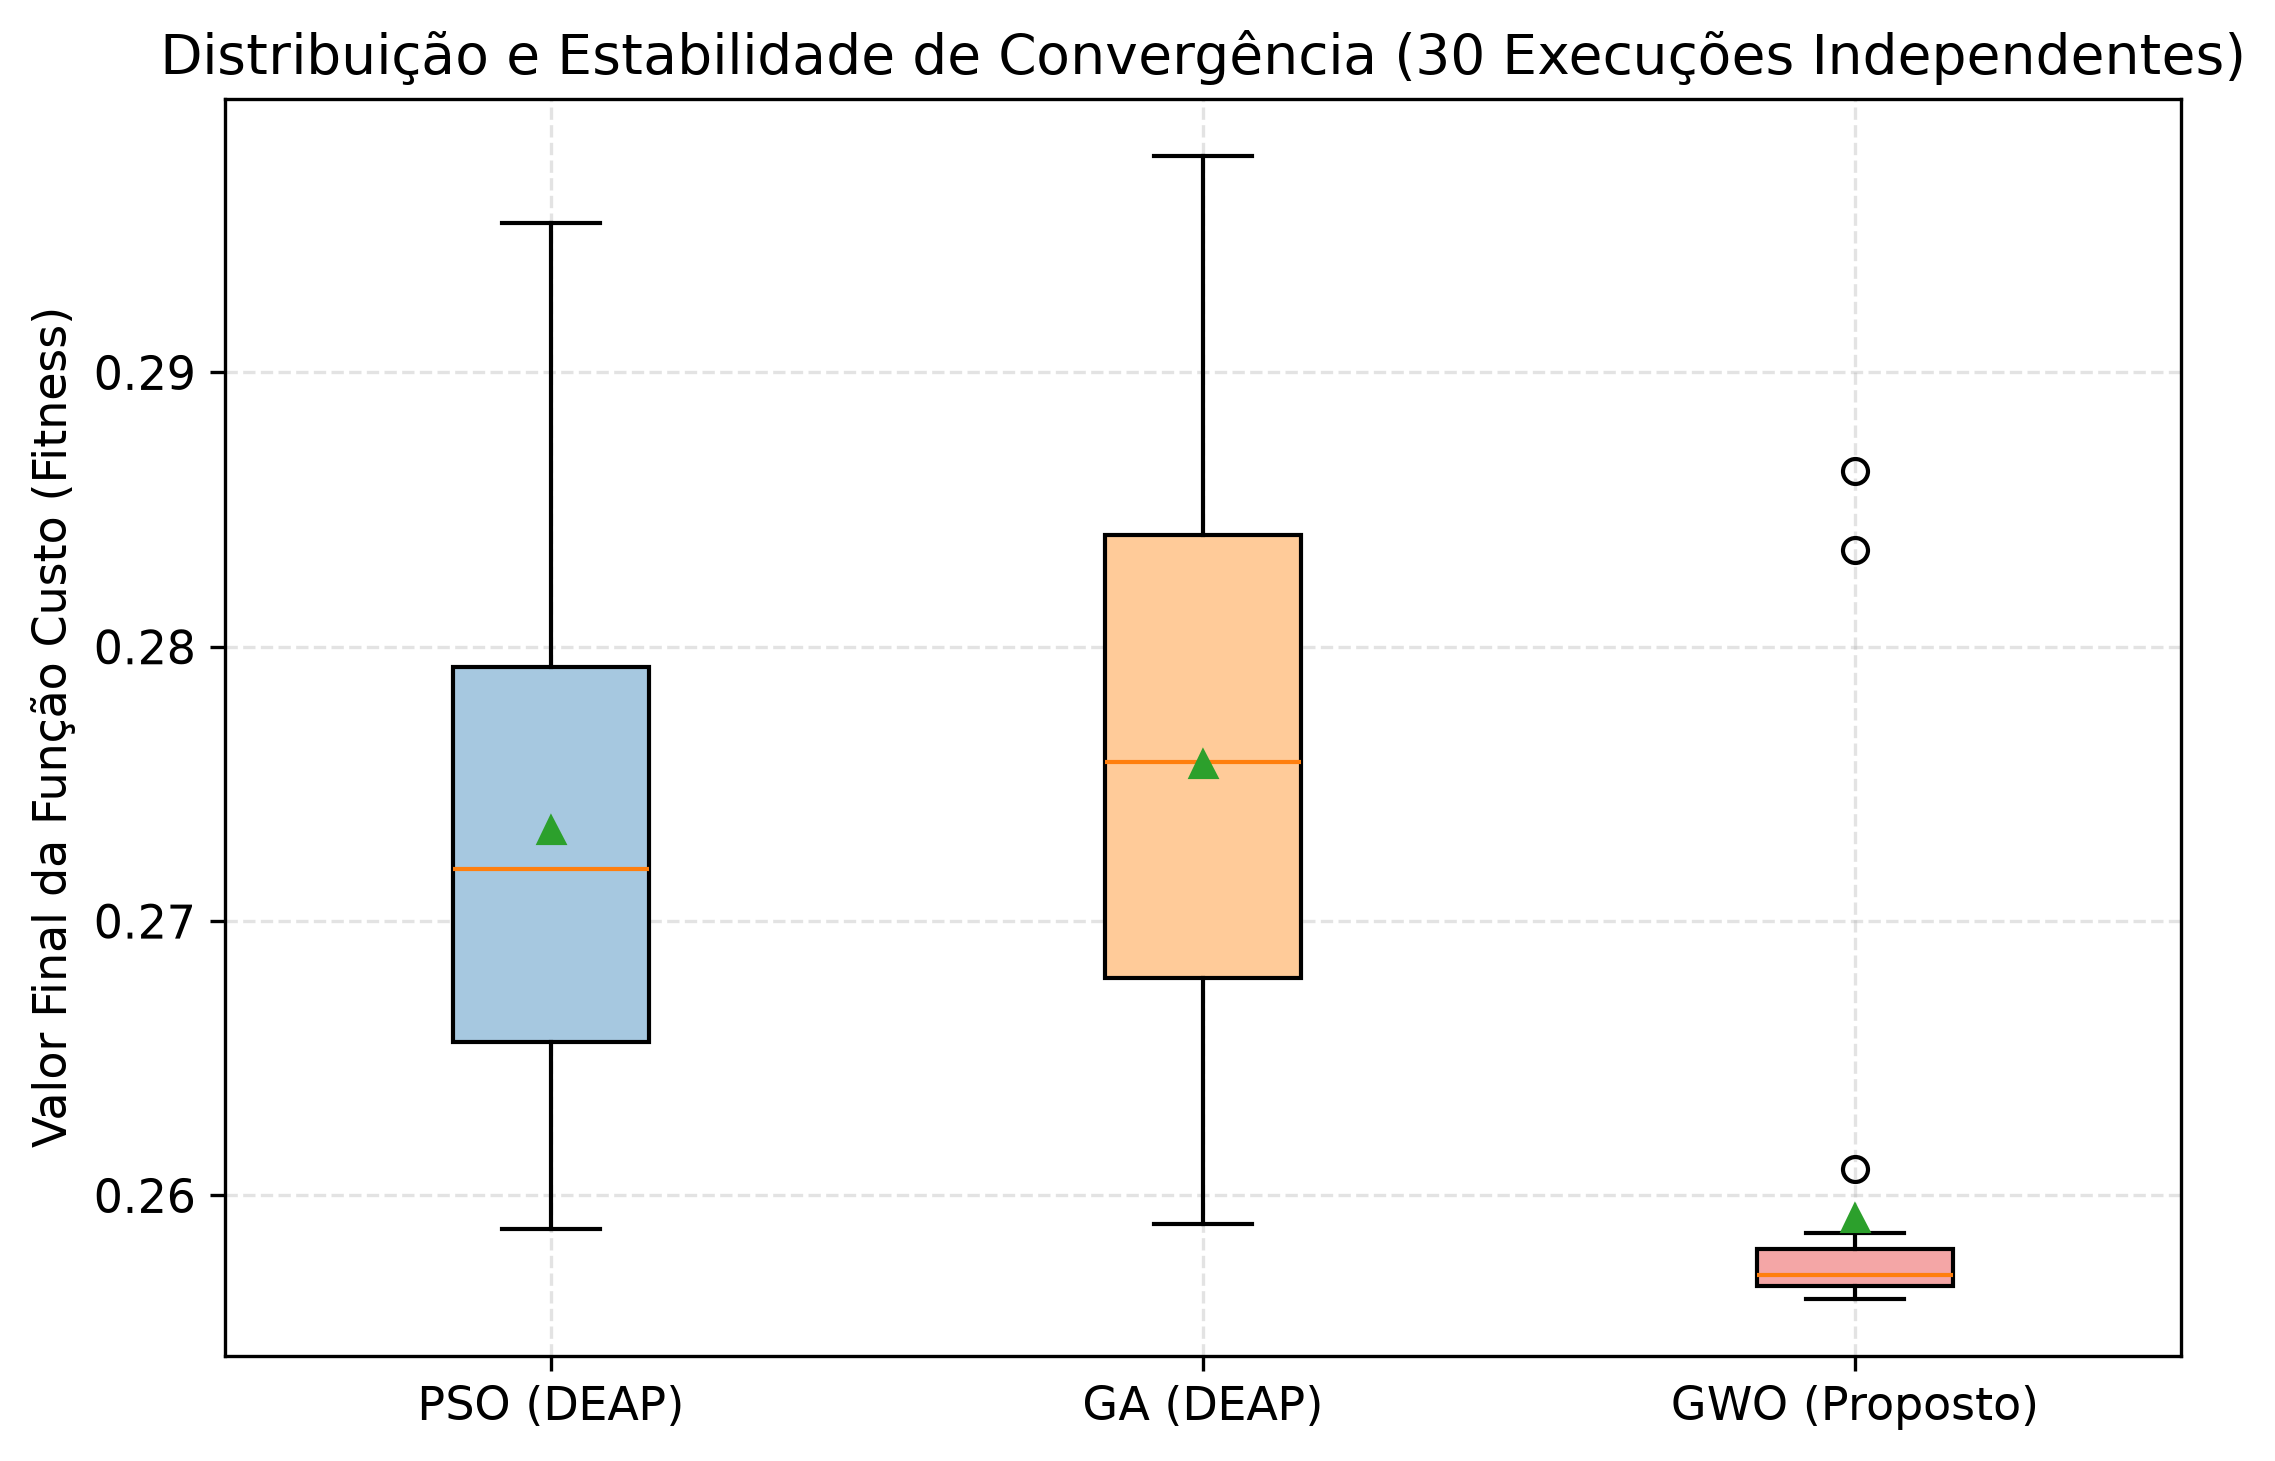 Distribuição e Estabilidade de Convergência (30 Execuções Independentes)
Valor Final da Função Custo (Fitness)
0.29
0.28
0.27
0.26
PSO (DEAP)
GA (DEAP)
GWO (Proposto)